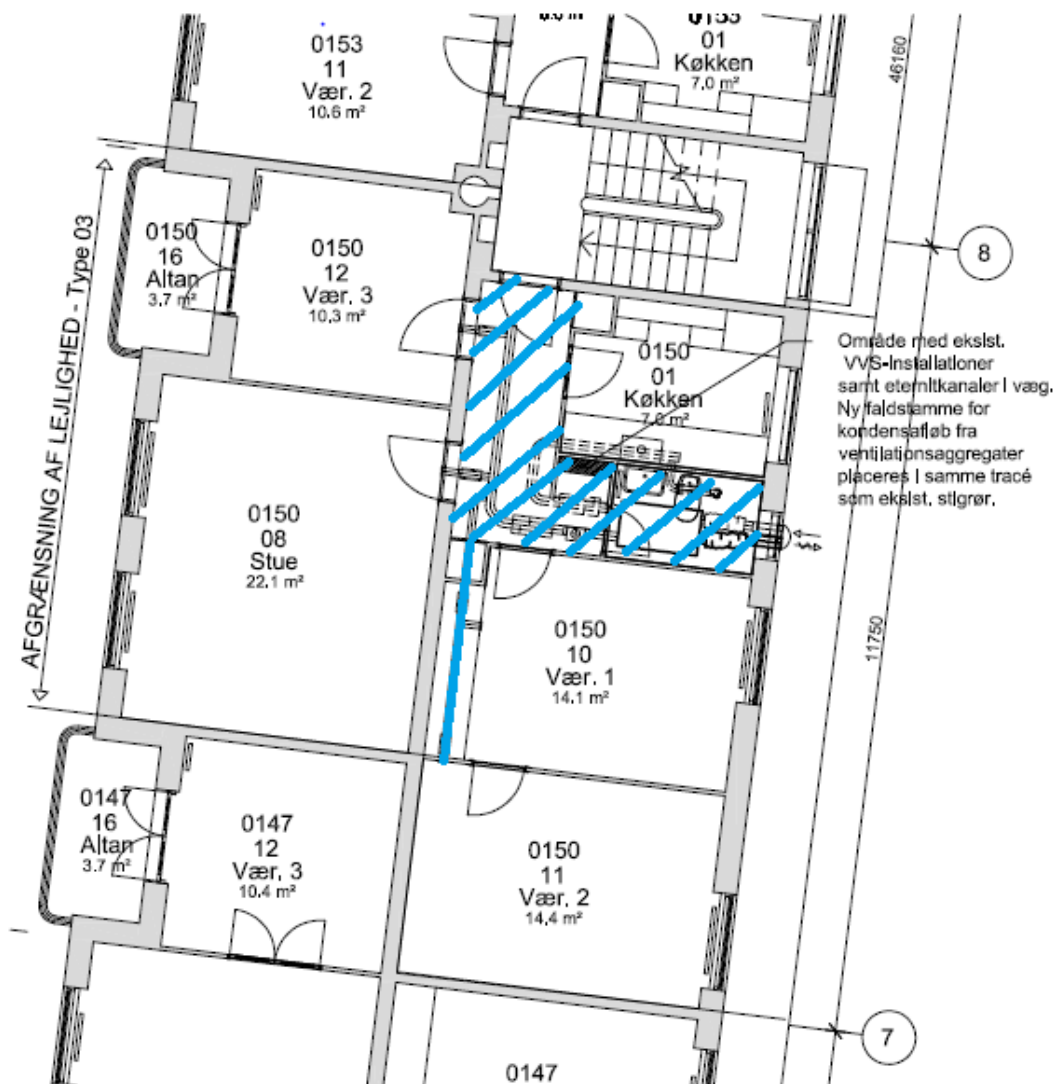 0153
11
Vær. 2
10.6 m²
0153
01
Køkken
7,0 m²
46160
AFGRÆNSNING AF LEJLIGHED - Type 03
0150
16
Altan
3.7 m²
0150
12
Vær. 3
10,3 m²
8
0150
01
Køkken
7,0 m²
Område med eksist.
VVS-Installationer
samt eternitkanaler i væg.
Ny faldstamme for
kondensafløb fra
ventilationsaggregater
placeres i samme tracé
som eksist. stigrør.
0150
08
Stue
22.1 m²
0150
10
Vær. 1
14.1 m²
11750
0147
16
Altan
3.7 m²
0147
12
Vær. 3
10.4 m²
0150
11
Vær. 2
14,4 m²
7
0147